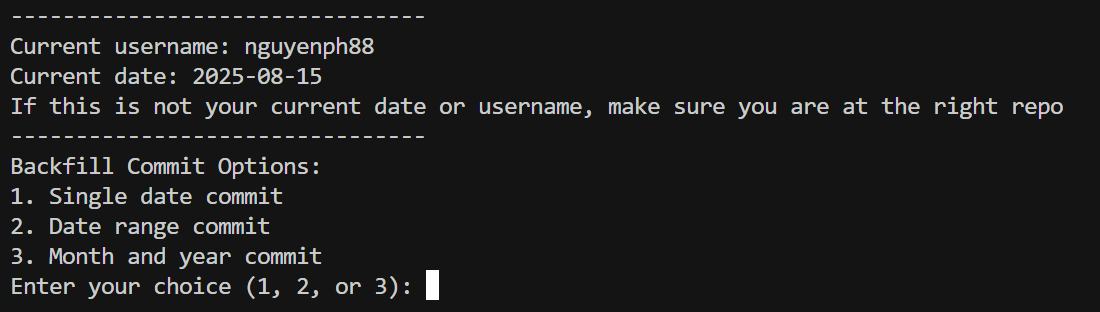 --------------------------------
Current username: nguyenph88
Current date: 2025-08-15
If this is not your current date or username, make sure you are at the right repo
--------------------------------
Backfill Commit Options:
1. Single date commit
2. Date range commit
3. Month and year commit
Enter your choice (1, 2, or 3):